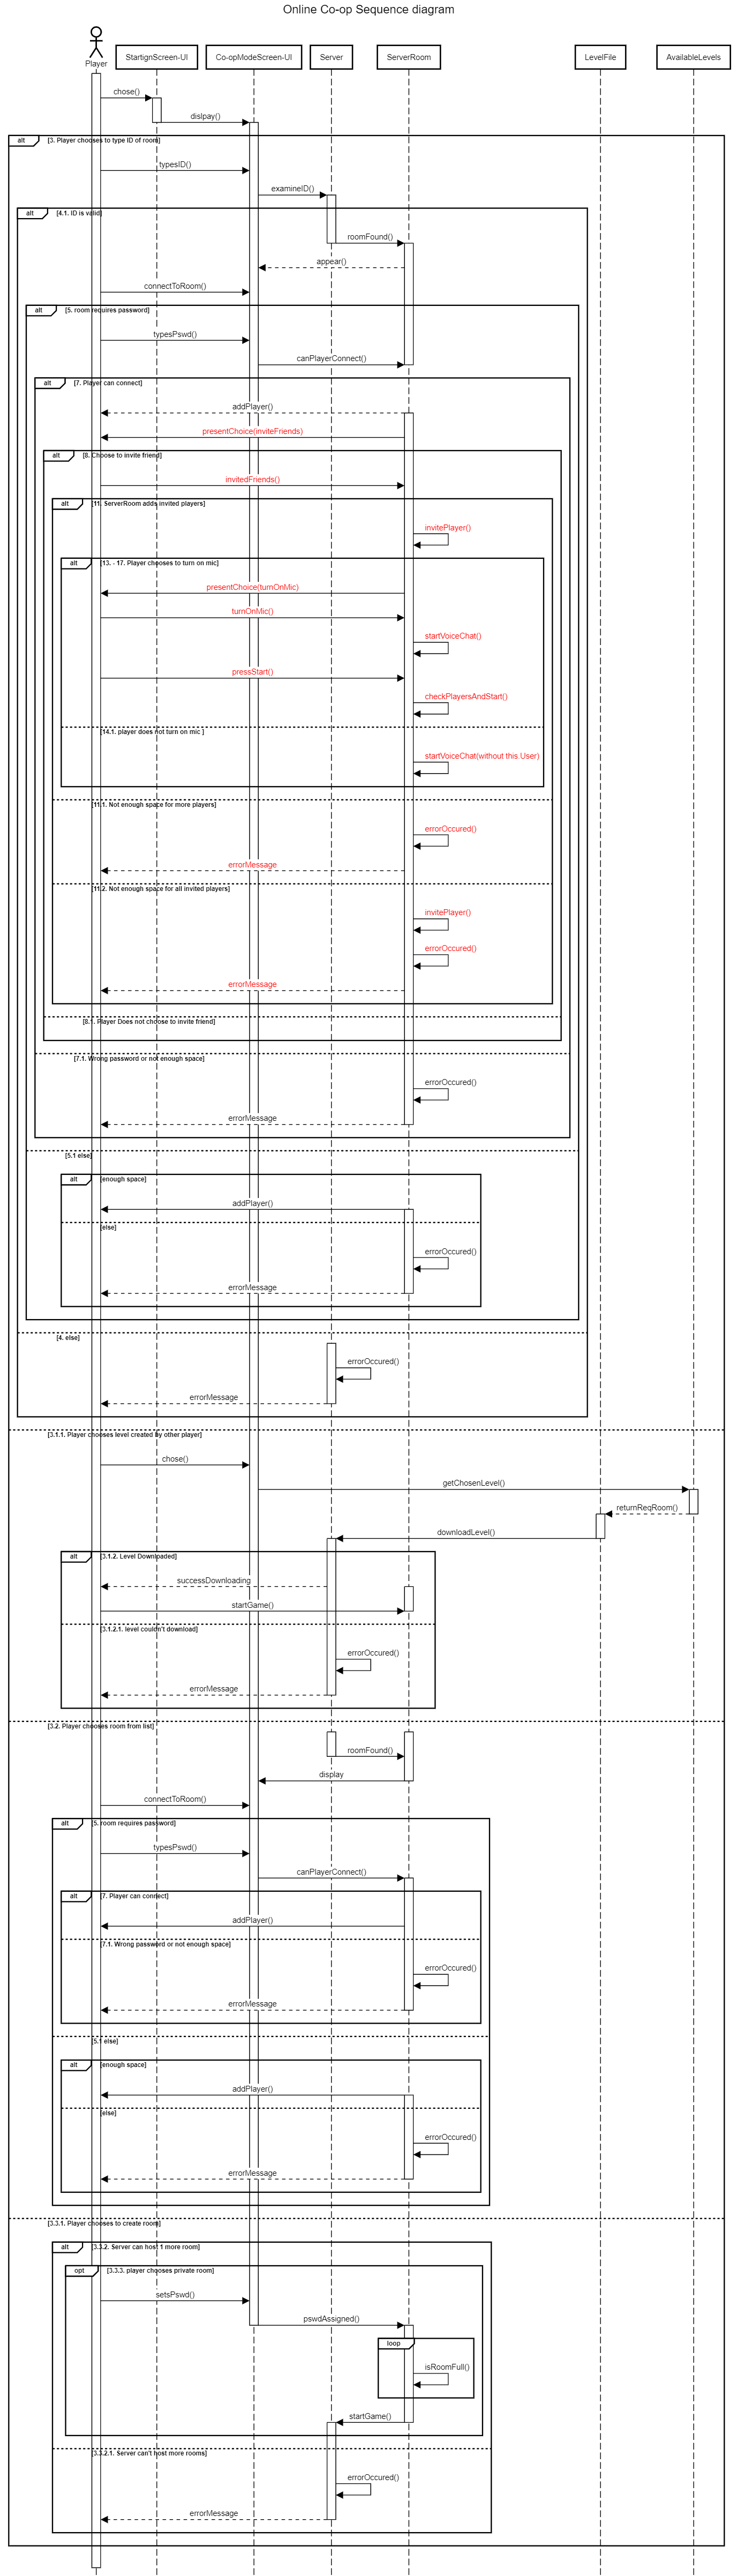 Online Co-op Sequence diagram
Player
StartignScreen-UI
Co-opModeScreen-UI
Server
ServerRoom
LevelFile
AvailableLevels
chose()
dislpay()
alt
[3. Player chooses to type ID of room]
typesID()
examineID()
alt
[4.1. ID is valid]
roomFound()
appear()
connectToRoom()
alt
[5. room requires password]
typesPswd()
canPlayerConnect()
alt
[7. Player can connect]
addPlayer()
presentChoice(inviteFriends)
alt
[8. Choose to invite friend]
invitedFriends()
alt
[11. ServerRoom adds invited players]
invitePlayer()
alt
[13. - 17. Player chooses to turn on mic]
presentChoice(turnOnMic)
turnOnMic()
startVoiceChat()
pressStart()
checkPlayersAndStart()
[14.1. player does not turn on mic ]
startVoiceChat(without this.User)
[11.1. Not enough space for more players]
errorOccured()
errorMessage
[11.2. Not enough space for all invited players]
invitePlayer()
errorOccured()
errorMessage
[8.1. Player Does not choose to invite friend]
[7.1. Wrong password or not enough space]
errorOccured()
errorMessage
[5.1 else]
alt
[enough space]
addPlayer()
[else]
errorOccured()
errorMessage
[4. else]
errorOccured()
errorMessage
[3.1.1. Player chooses level created by other player]
chose()
getChosenLevel()
returnReqRoom()
downloadLevel()
alt
[3.1.2. Level Downloaded]
successDownloading
startGame()
[3.1.2.1. level couldn't download]
errorOccured()
errorMessage
[3.2. Player chooses room from list]
roomFound()
display
connectToRoom()
alt
[5. room requires password]
typesPswd()
canPlayerConnect()
alt
[7. Player can connect]
addPlayer()
[7.1. Wrong password or not enough space]
errorOccured()
errorMessage
[5.1 else]
alt
[enough space]
addPlayer()
[else]
errorOccured()
errorMessage
[3.3.1. Player chooses to create room]
alt
[3.3.2. Server can host 1 more room]
opt
[3.3.3. player chooses private room]
setsPswd()
pswdAssigned()
loop
isRoomFull()
startGame()
[3.3.2.1. Server can't host more rooms]
errorOccured()
errorMessage